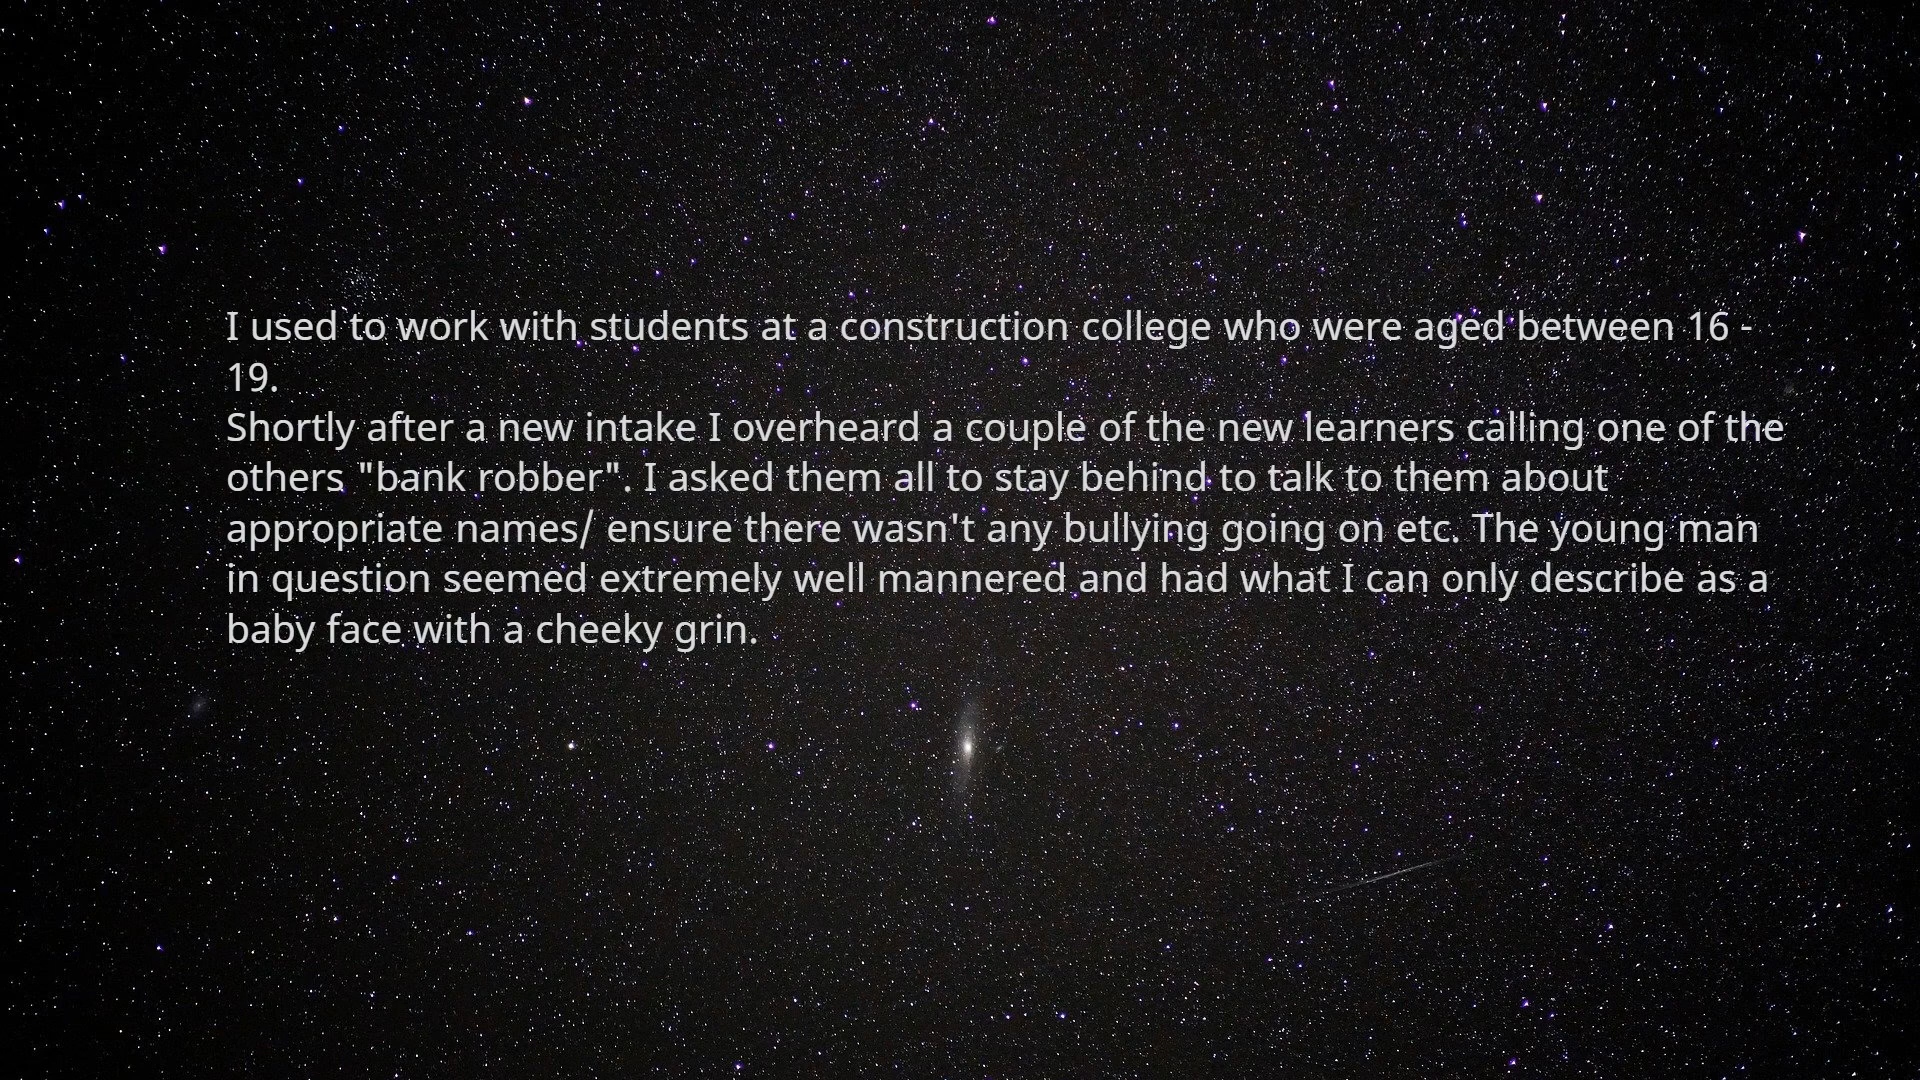 I used to work with students at a construction college who were aged between 16 -
19.
Shortly after a new intake I overheard a couple of the new learners calling one of the
others "bank robber". I asked them all to stay behind to talk to them about
appropriate names/ ensure there wasn't any bullying going on etc. The young man
in question seemed extremely well mannered and had what I can only describe as a
baby face with a cheeky grin.